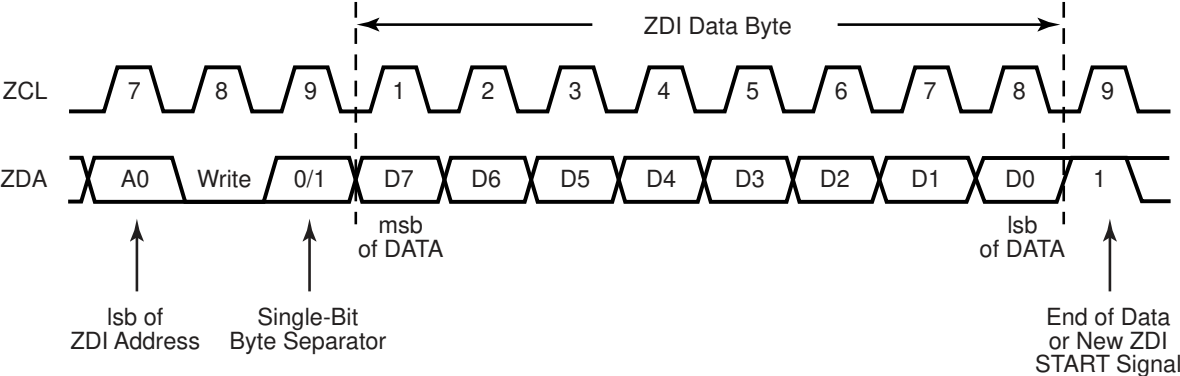 ZDI Data Byte
ZCL 7 8 9 1 2 3 4 5 6 7 8 9
ZDA A0 Write 0/1 D7 D6 D5 D4 D3 D2 D1 D0 1
msb
of DATA
lsb
of DATA
lsb of
ZDI Address
Single-Bit
Byte Separator
End of Data
or New ZDI
START Signal